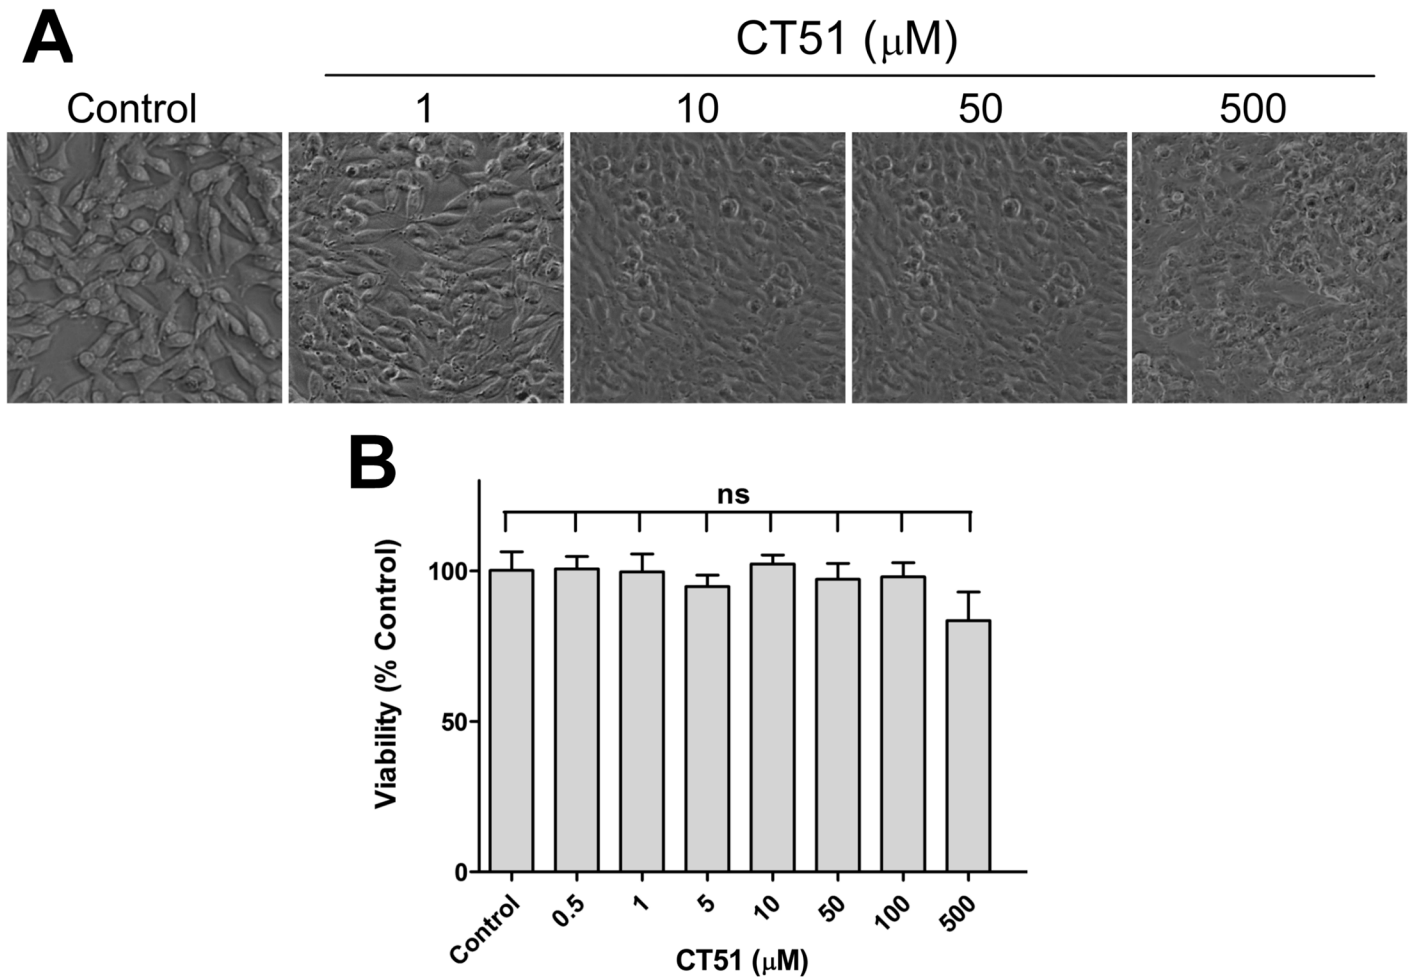 A
CT51 (μM)
Control 1 10 50 500
B
ns
Viability (% Control)
100
50
0
Control 0.5 1 5 10 50 100 500
CT51 (μM)